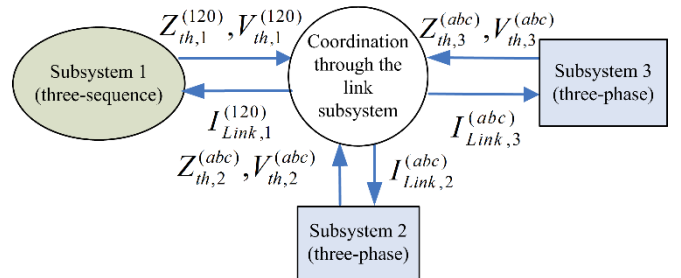 Z_{th,1}^{(120)}, V_{th,1}^{(120)}
Subsystem 1
(three-sequence)
I_{Link,1}^{(120)}
Coordination
through the
link
subsystem
Z_{th,3}^{(abc)}, V_{th,3}^{(abc)}
Subsystem 3
(three-phase)
I_{Link,3}^{(abc)}
Z_{th,2}^{(abc)}, V_{th,2}^{(abc)}
I_{Link,2}^{(abc)}
Subsystem 2
(three-phase)